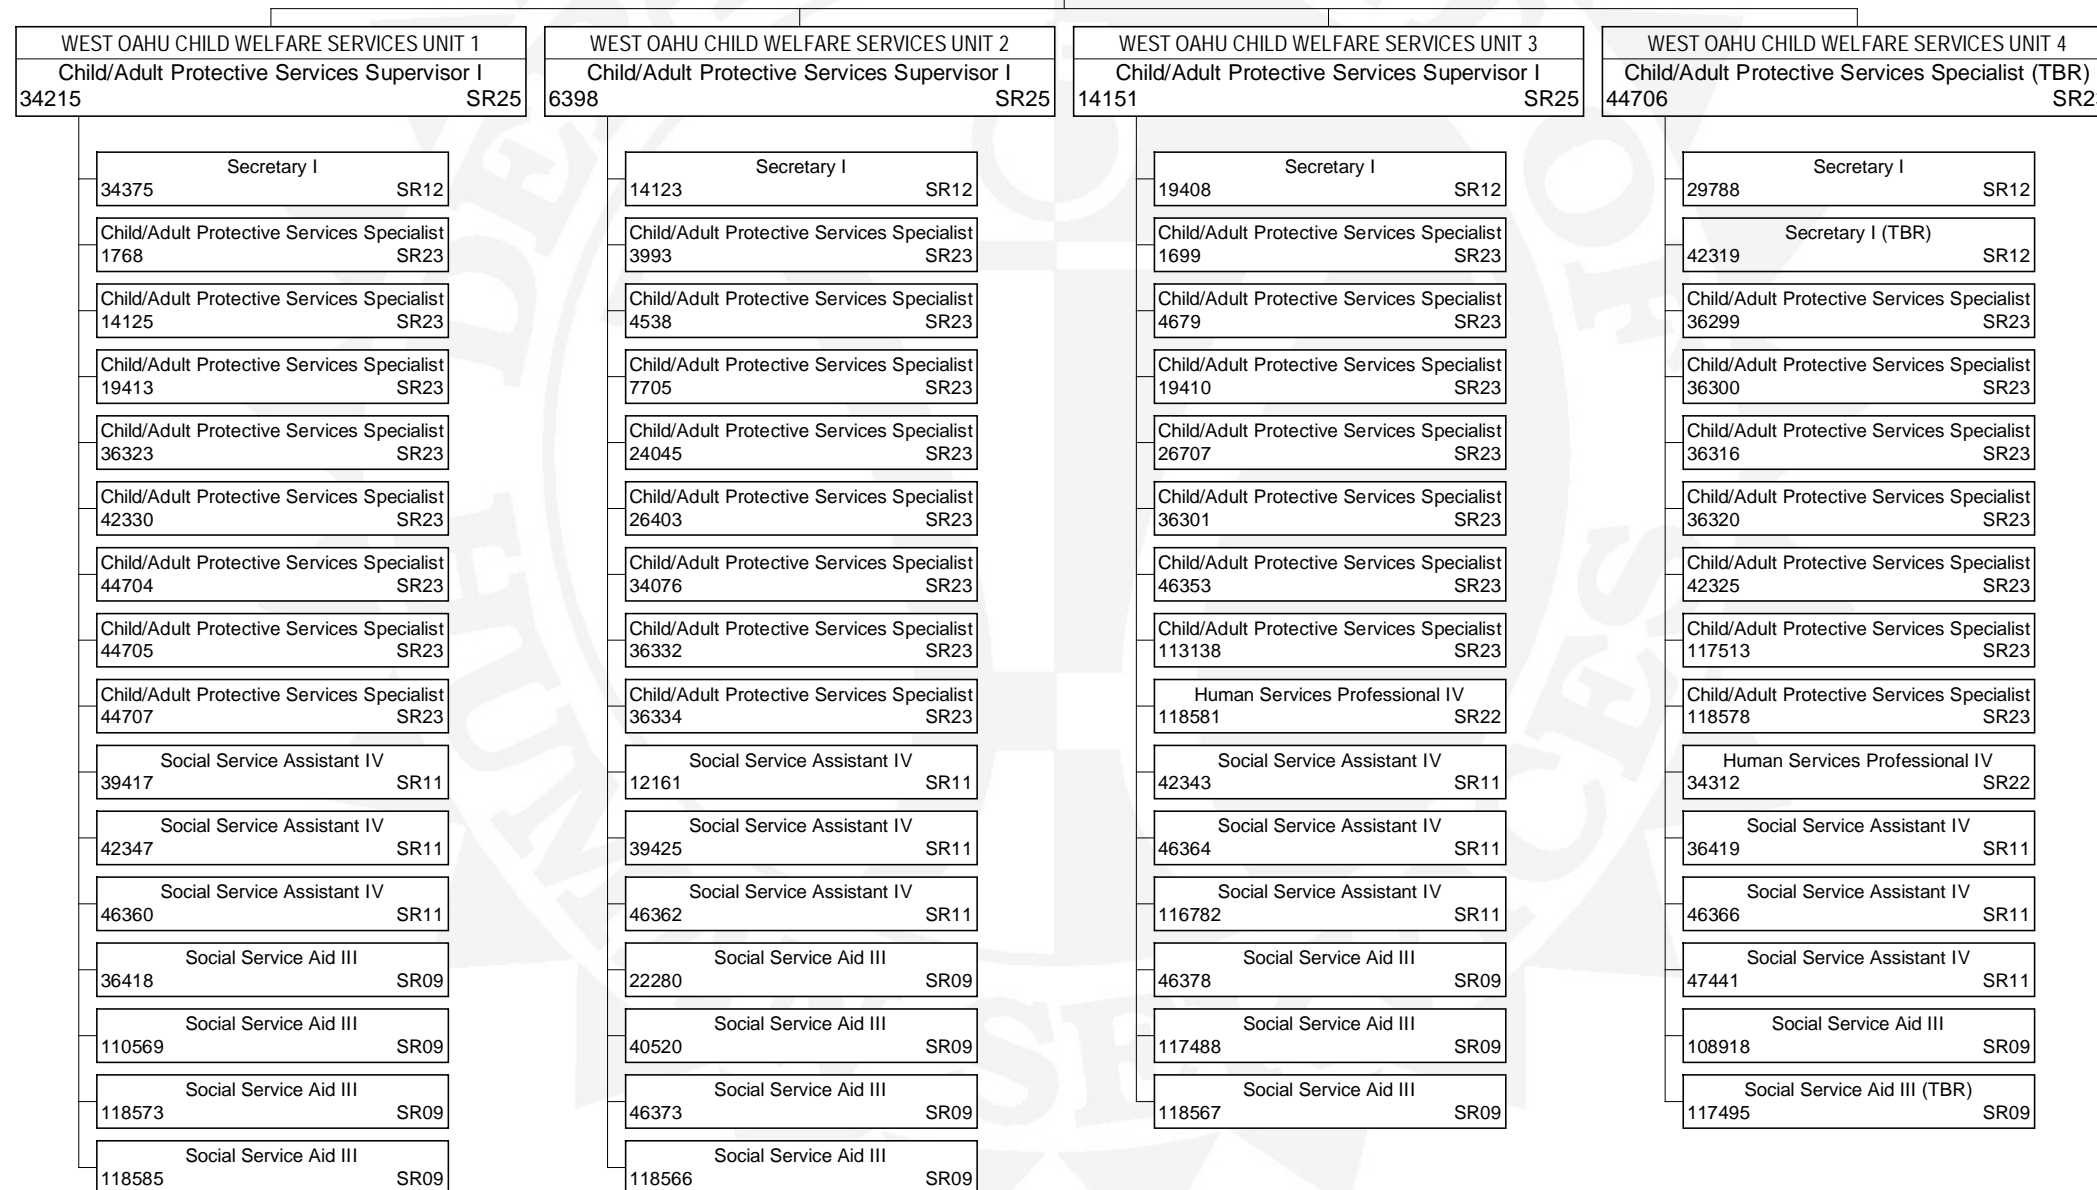 WEST OAHU CHILD WELFARE SERVICES UNIT 1
Child/Adult Protective Services Supervisor I
34215 SR25
Secretary I
34375 SR12
Child/Adult Protective Services Specialist
1768 SR23
Child/Adult Protective Services Specialist
14125 SR23
Child/Adult Protective Services Specialist
19413 SR23
Child/Adult Protective Services Specialist
36323 SR23
Child/Adult Protective Services Specialist
42330 SR23
Child/Adult Protective Services Specialist
44704 SR23
Child/Adult Protective Services Specialist
44705 SR23
Child/Adult Protective Services Specialist
44707 SR23
Social Service Assistant IV
39417 SR11
Social Service Assistant IV
42347 SR11
Social Service Assistant IV
46360 SR11
Social Service Aid III
36418 SR09
Social Service Aid III
110569 SR09
Social Service Aid III
118573 SR09
Social Service Aid III
118585 SR09
WEST OAHU CHILD WELFARE SERVICES UNIT 2
Child/Adult Protective Services Supervisor I
6398 SR25
Secretary I
14123 SR12
Child/Adult Protective Services Specialist
3993 SR23
Child/Adult Protective Services Specialist
4538 SR23
Child/Adult Protective Services Specialist
7705 SR23
Child/Adult Protective Services Specialist
24045 SR23
Child/Adult Protective Services Specialist
26403 SR23
Child/Adult Protective Services Specialist
34076 SR23
Child/Adult Protective Services Specialist
36332 SR23
Child/Adult Protective Services Specialist
36334 SR23
Social Service Assistant IV
12161 SR11
Social Service Assistant IV
39425 SR11
Social Service Assistant IV
46362 SR11
Social Service Aid III
22280 SR09
Social Service Aid III
40520 SR09
Social Service Aid III
46373 SR09
Social Service Aid III
118566 SR09
WEST OAHU CHILD WELFARE SERVICES UNIT 3
Child/Adult Protective Services Supervisor I
14151 SR25
Secretary I
19408 SR12
Child/Adult Protective Services Specialist
1699 SR23
Child/Adult Protective Services Specialist
4679 SR23
Child/Adult Protective Services Specialist
19410 SR23
Child/Adult Protective Services Specialist
26707 SR23
Child/Adult Protective Services Specialist
36301 SR23
Child/Adult Protective Services Specialist
46353 SR23
Child/Adult Protective Services Specialist
113138 SR23
Human Services Professional IV
118581 SR22
Social Service Assistant IV
42343 SR11
Social Service Assistant IV
46364 SR11
Social Service Assistant IV
116782 SR11
Social Service Aid III
46378 SR09
Social Service Aid III
117488 SR09
Social Service Aid III
118567 SR09
WEST OAHU CHILD WELFARE SERVICES UNIT 4
Child/Adult Protective Services Specialist (TBR)
44706
Secretary I
29788 SR12
Secretary I (TBR)
42319 SR12
Child/Adult Protective Services Specialist
36299 SR23
Child/Adult Protective Services Specialist
36300 SR23
Child/Adult Protective Services Specialist
36316 SR23
Child/Adult Protective Services Specialist
36320 SR23
Child/Adult Protective Services Specialist
42325 SR23
Child/Adult Protective Services Specialist
117513 SR23
Child/Adult Protective Services Specialist
118578 SR23
Human Services Professional IV
34312 SR22
Social Service Assistant IV
36419 SR11
Social Service Assistant IV
46366 SR11
Social Service Assistant IV
47441 SR11
Social Service Aid III
108918 SR09
Social Service Aid III (TBR)
117495 SR09